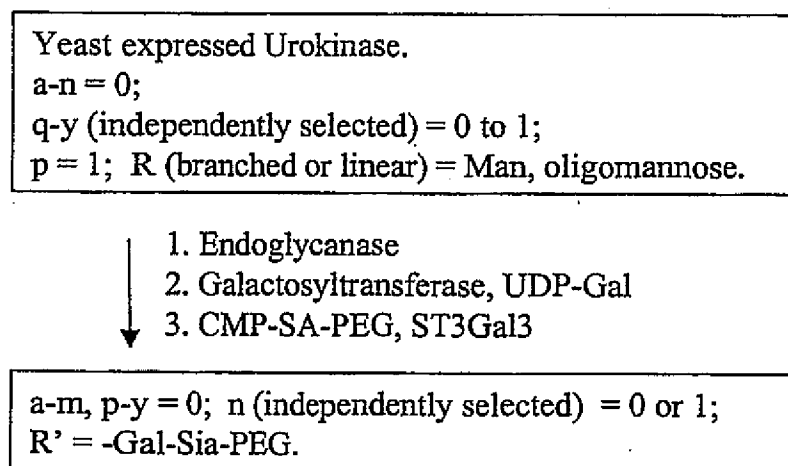 Yeast expressed Urokinase.
a-n = 0;
q-y (independently selected) = 0 to 1;
p = 1; R (branched or linear) = Man, oligomannose.
1. Endoglycanase
2. Galactosyltransferase, UDP-Gal
3. CMP-SA-PEG, ST3Gal3
a-m, p-y = 0; n (independently selected) = 0 or 1;
R’ = -Gal-Sia-PEG.